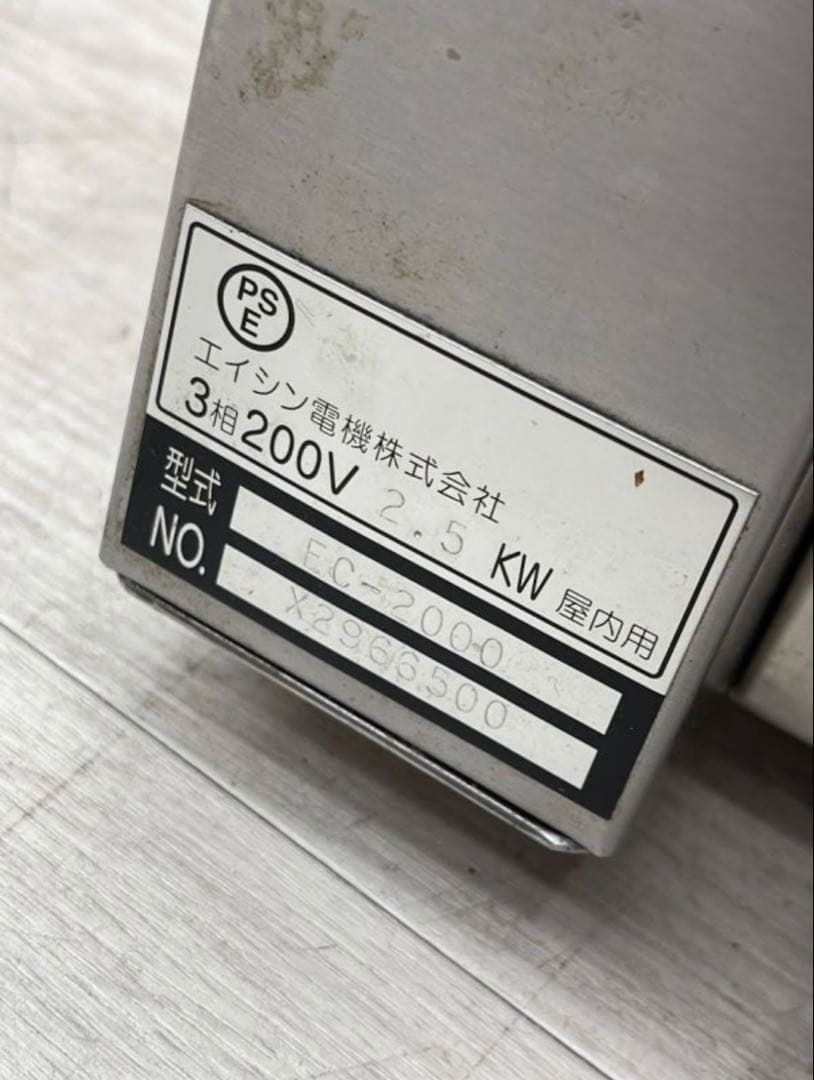 PS
E
エイシン電機株式会社
3相200V 2.5 KW 屋内用
型式 EC-2000
NO. X2966500